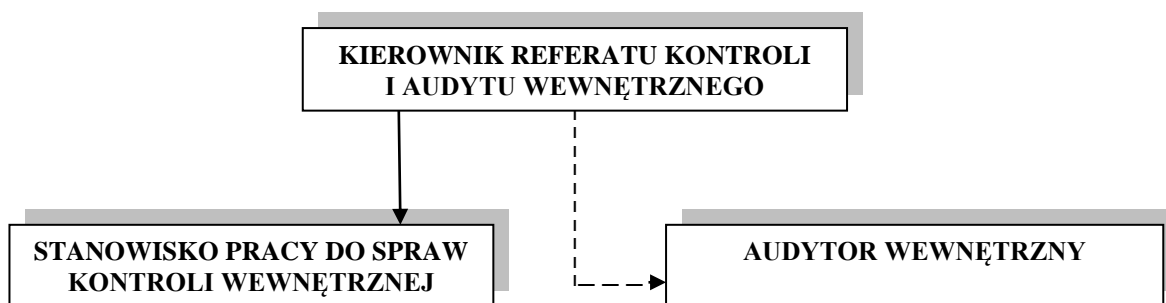 KIEROWNIK REFERATU KONTROLI
I AUDYTU WEWNĘTRZNEGO
STANOWISKO PRACY DO SPRAW
KONTROLI WEWNĘTRZNEJ
AUDYTOR WEWNĘTRZNY